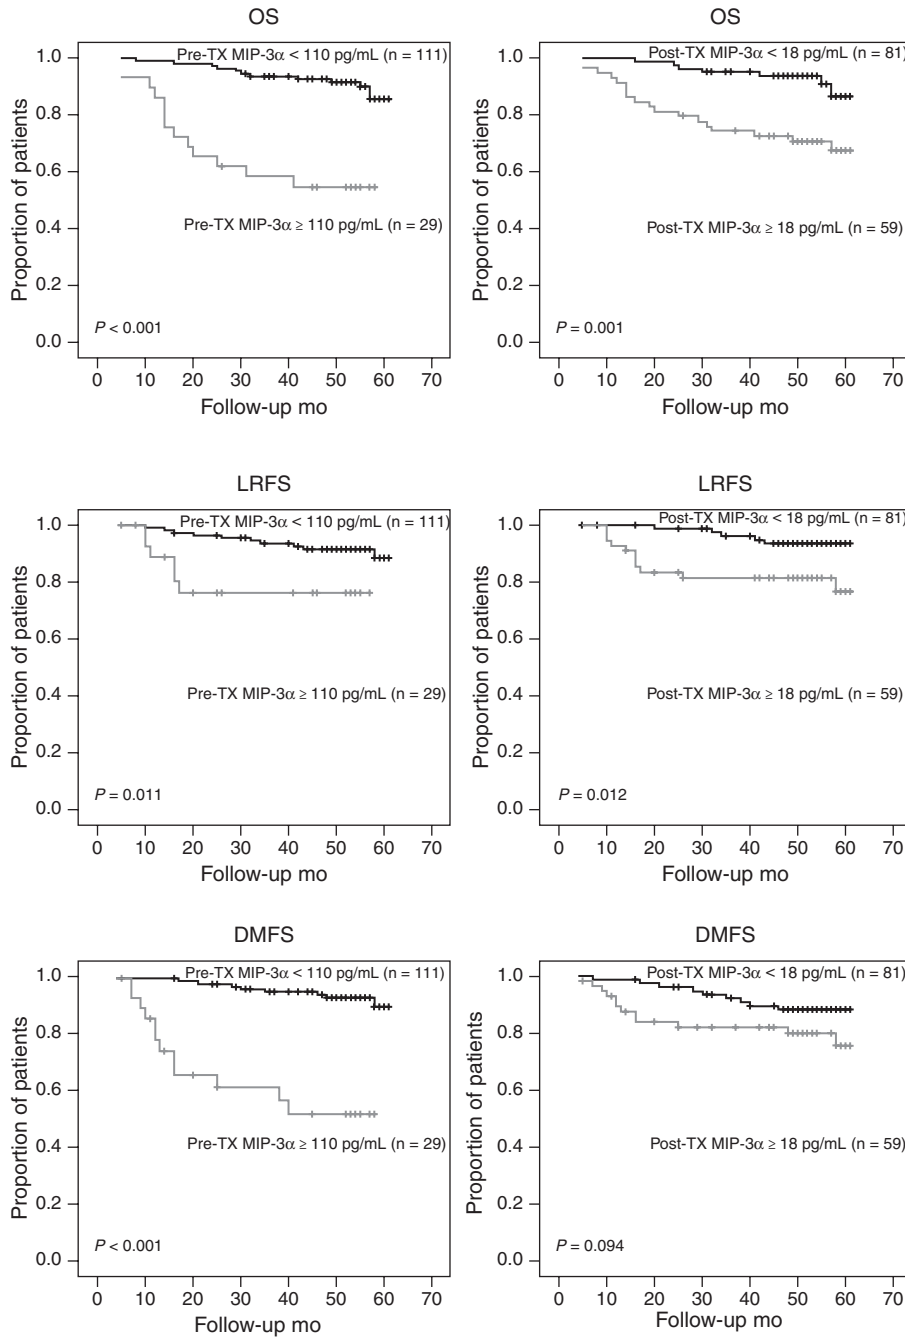 OS
Proportion of patients
1.0
0.8
0.6
0.4
0.2
0.0
Pre-TX MIP-3α < 110 pg/mL (n = 111)
Pre-TX MIP-3α ≥ 110 pg/mL (n = 29)
P < 0.001
0 10 20 30 40 50 60 70
Follow-up mo
OS
Proportion of patients
1.0
0.8
0.6
0.4
0.2
0.0
Post-TX MIP-3α < 18 pg/mL (n = 81)
Post-TX MIP-3α ≥ 18 pg/mL (n = 59)
P = 0.001
0 10 20 30 40 50 60 70
Follow-up mo
LRFS
Proportion of patients
1.0
0.8
0.6
0.4
0.2
0.0
Pre-TX MIP-3α < 110 pg/mL (n = 111)
Pre-TX MIP-3α ≥ 110 pg/mL (n = 29)
P = 0.011
0 10 20 30 40 50 60 70
Follow-up mo
LRFS
Proportion of patients
1.0
0.8
0.6
0.4
0.2
0.0
Post-TX MIP-3α < 18 pg/mL (n = 81)
Post-TX MIP-3α ≥ 18 pg/mL (n = 59)
P = 0.012
0 10 20 30 40 50 60 70
Follow-up mo
DMFS
Proportion of patients
1.0
0.8
0.6
0.4
0.2
0.0
Pre-TX MIP-3α < 110 pg/mL (n = 111)
Pre-TX MIP-3α ≥ 110 pg/mL (n = 29)
P < 0.001
0 10 20 30 40 50 60 70
Follow-up mo
DMFS
Proportion of patients
1.0
0.8
0.6
0.4
0.2
0.0
Post-TX MIP-3α < 18 pg/mL (n = 81)
Post-TX MIP-3α ≥ 18 pg/mL (n = 59)
P = 0.094
0 10 20 30 40 50 60 70
Follow-up mo